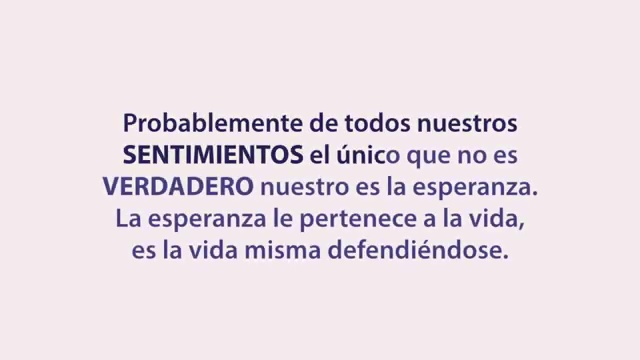 Probablemente de todos nuestros
SENTIMIENTOS el único que no es
VERDADERO nuestro es la esperanza.
La esperanza le pertenece a la vida,
es la vida misma defendiéndose.